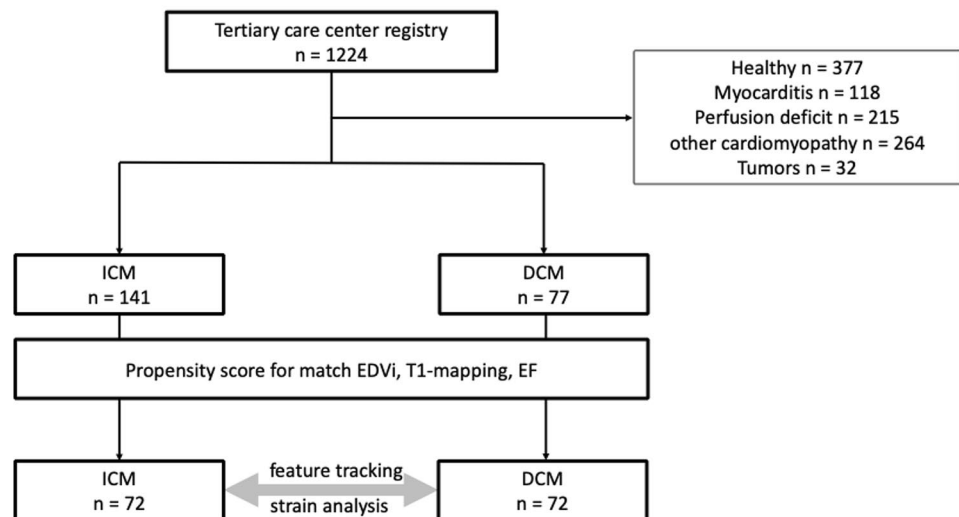 Tertiary care center registry
n = 1224
Healthy n = 377
Myocarditis n = 118
Perfusion deficit n = 215
other cardiomyopathy n = 264
Tumors n = 32
ICM
n = 141
DCM
n = 77
Propensity score for match EDVi, T1-mapping, EF
ICM
n = 72
feature tracking
strain analysis
DCM
n = 72